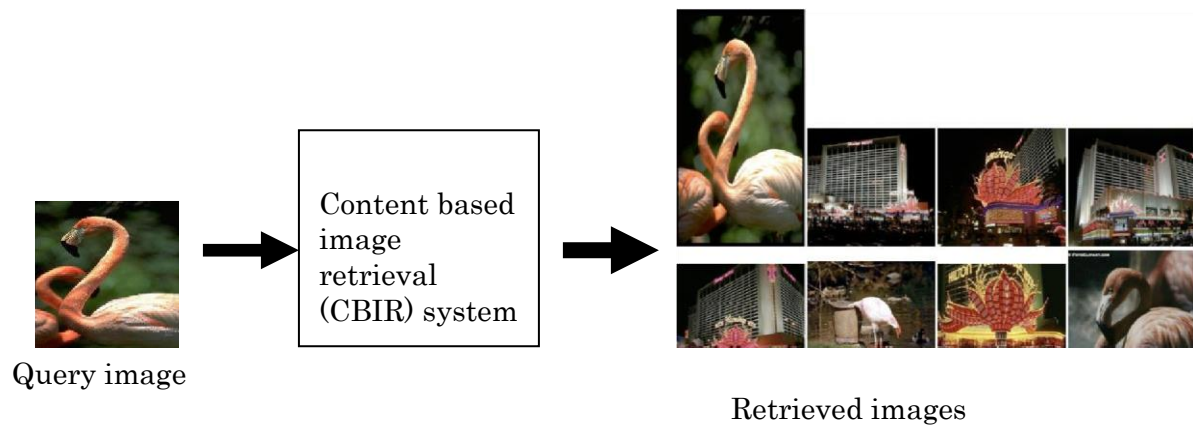 Content based
image
retrieval
(CBIR) system
Query image
Retrieved images